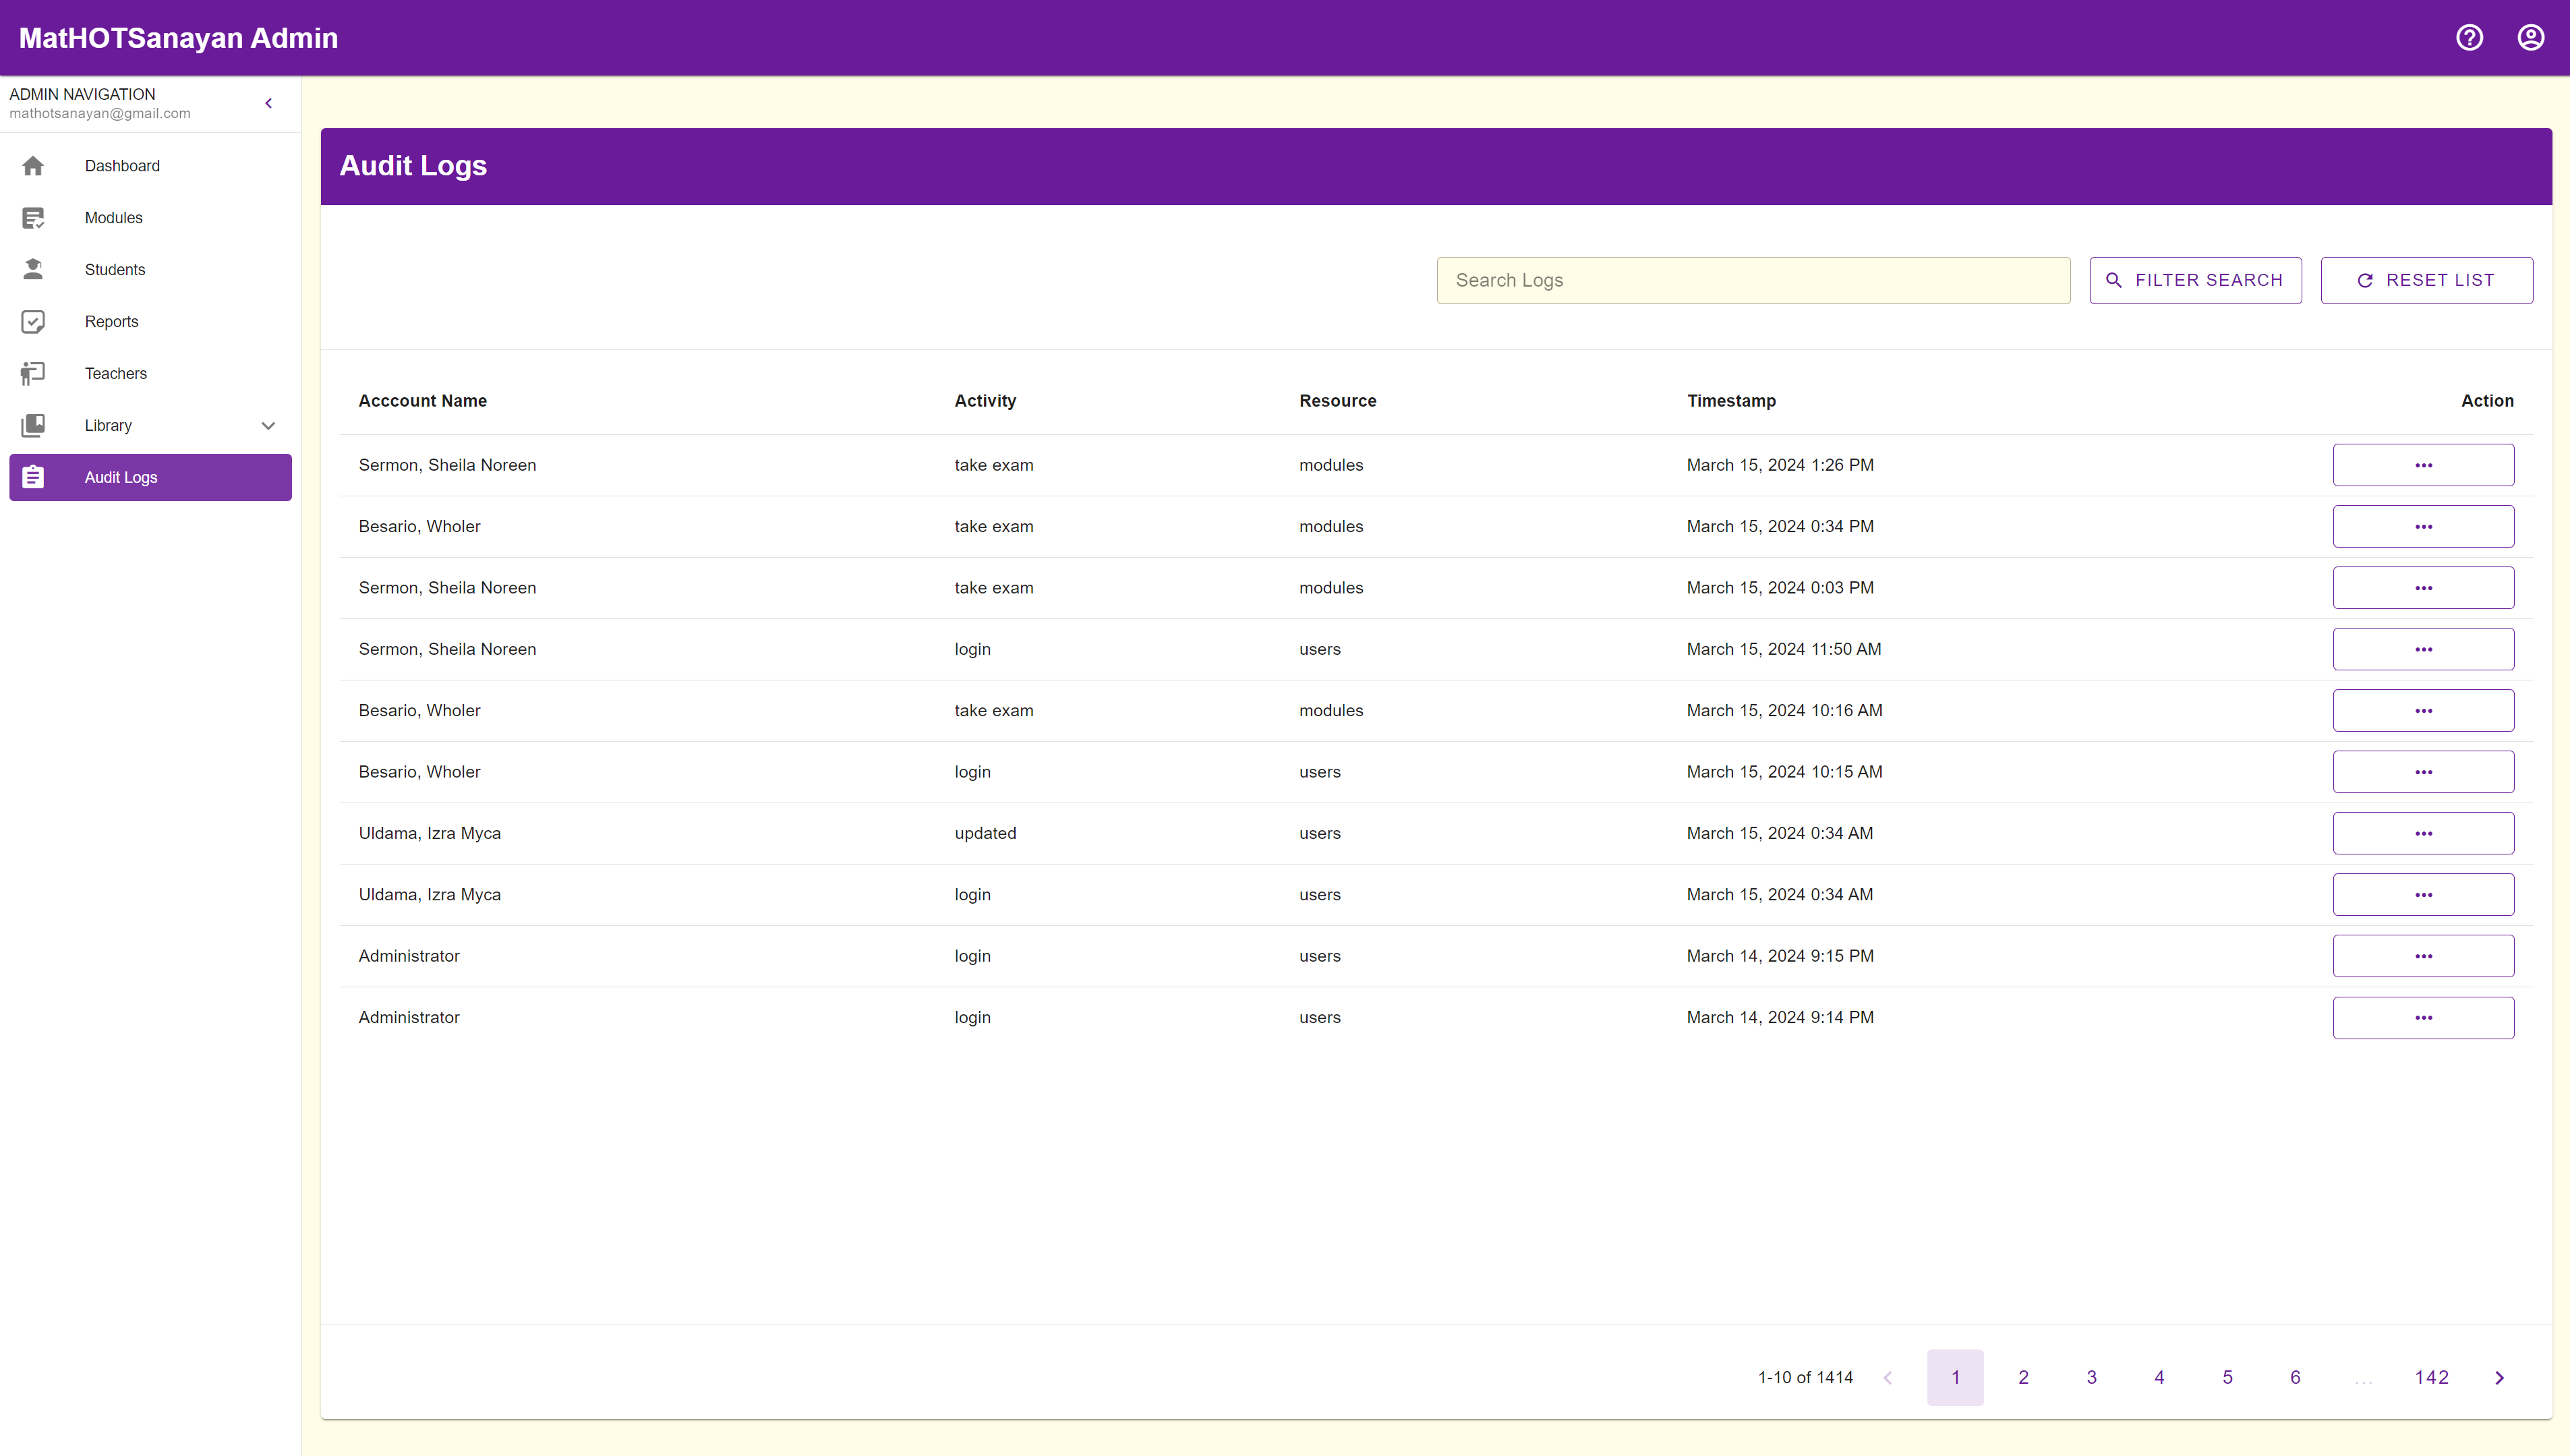 MatHOTSanayan Admin
ADMIN NAVIGATION
mathotsanayan@gmail.com
Dashboard
Modules
Students
Reports
Teachers
Library
Audit Logs
Audit Logs
Search Logs
FILTER SEARCH
RESET LIST
Acccount Name Activity Resource Timestamp Action
Sermon, Sheila Noreen take exam modules March 15, 2024 1:26 PM
Besario, Wholer take exam modules March 15, 2024 0:34 PM
Sermon, Sheila Noreen take exam modules March 15, 2024 0:03 PM
Sermon, Sheila Noreen login users March 15, 2024 11:50 AM
Besario, Wholer take exam modules March 15, 2024 10:16 AM
Besario, Wholer login users March 15, 2024 10:15 AM
Uldama, Izra Myca updated users March 15, 2024 0:34 AM
Uldama, Izra Myca login users March 15, 2024 0:34 AM
Administrator login users March 14, 2024 9:15 PM
Administrator login users March 14, 2024 9:14 PM
1-10 of 1414 1 2 3 4 5 6 ... 142